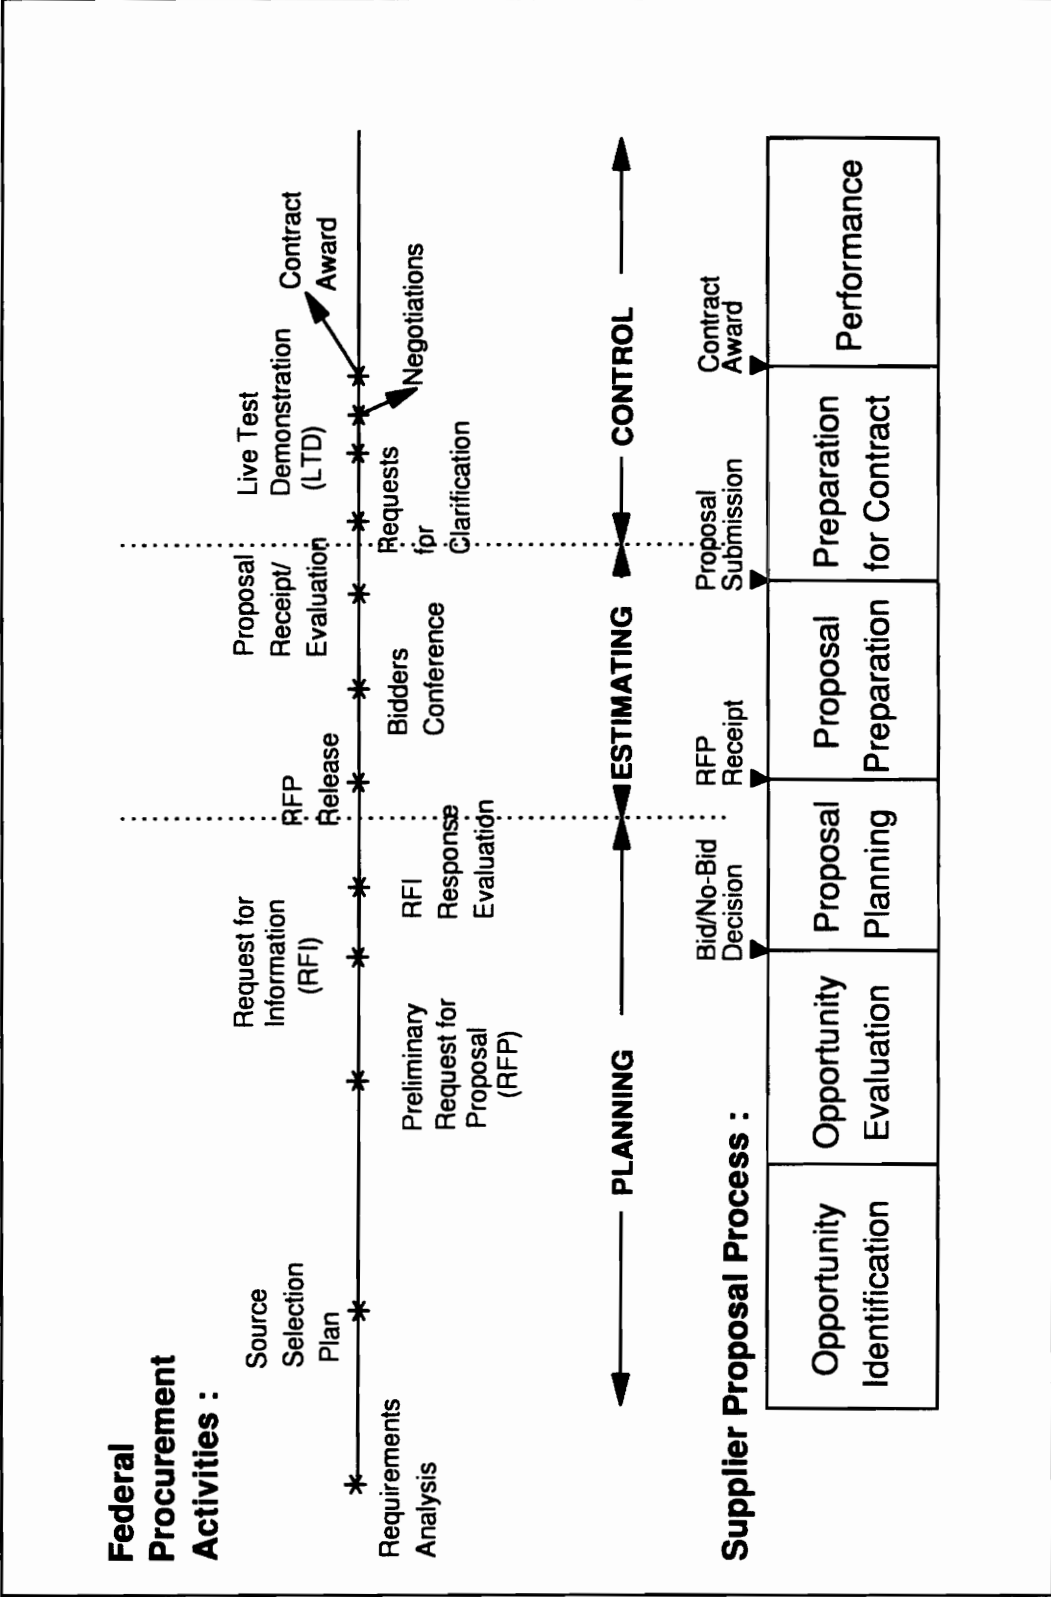 Federal
Procurement
Activities :
Requirements
Analysis
Source
Selection
Plan
Preliminary
Request for
Proposal
(RFP)
Request for
Information
(RFI)
RFI
Response
Evaluation
RFP
Release
Bidders
Conference
Proposal
Receipt/
Evaluation
Requests
for
Clarification
Live Test
Demonstration
(LTD)
Negotiations
Contract
Award
PLANNING
ESTIMATING
CONTROL
Supplier Proposal Process :
Bid/No-Bid
Decision
RFP
Receipt
Proposal
Submission
Contract
Award
Opportunity
Identification
Opportunity
Evaluation
Proposal
Planning
Proposal
Preparation
Preparation
for Contract
Performance